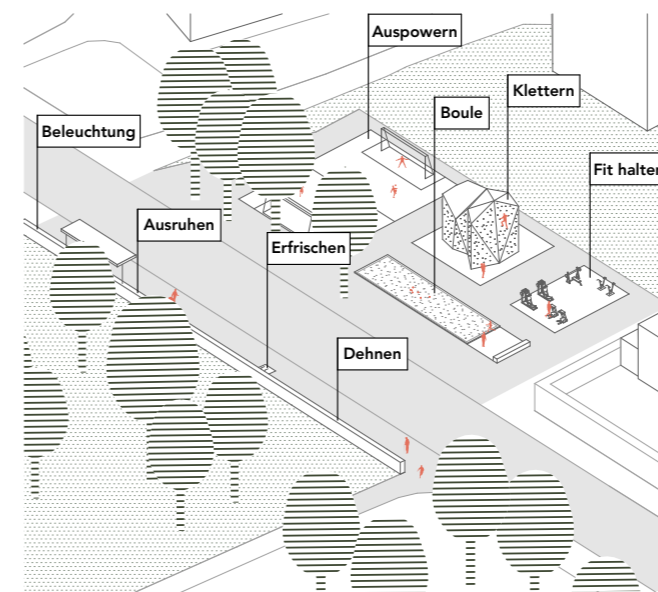 Auspowern
Klettern
Boule
Beleuchtung
Fit halten
Ausruhen
Erfrischen
Dehnen